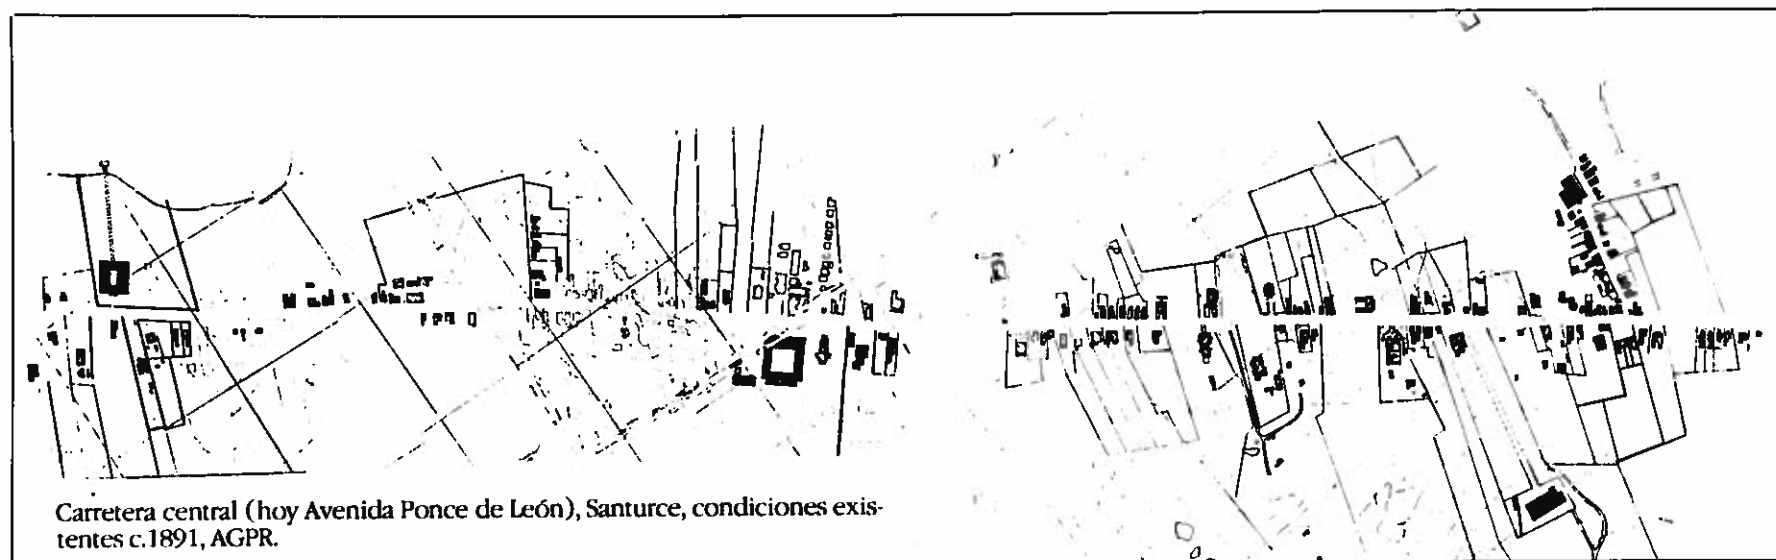 Carretera central (hoy Avenida Ponce de León), Santurce, condiciones exis-
tentes c.1891, AGPR.